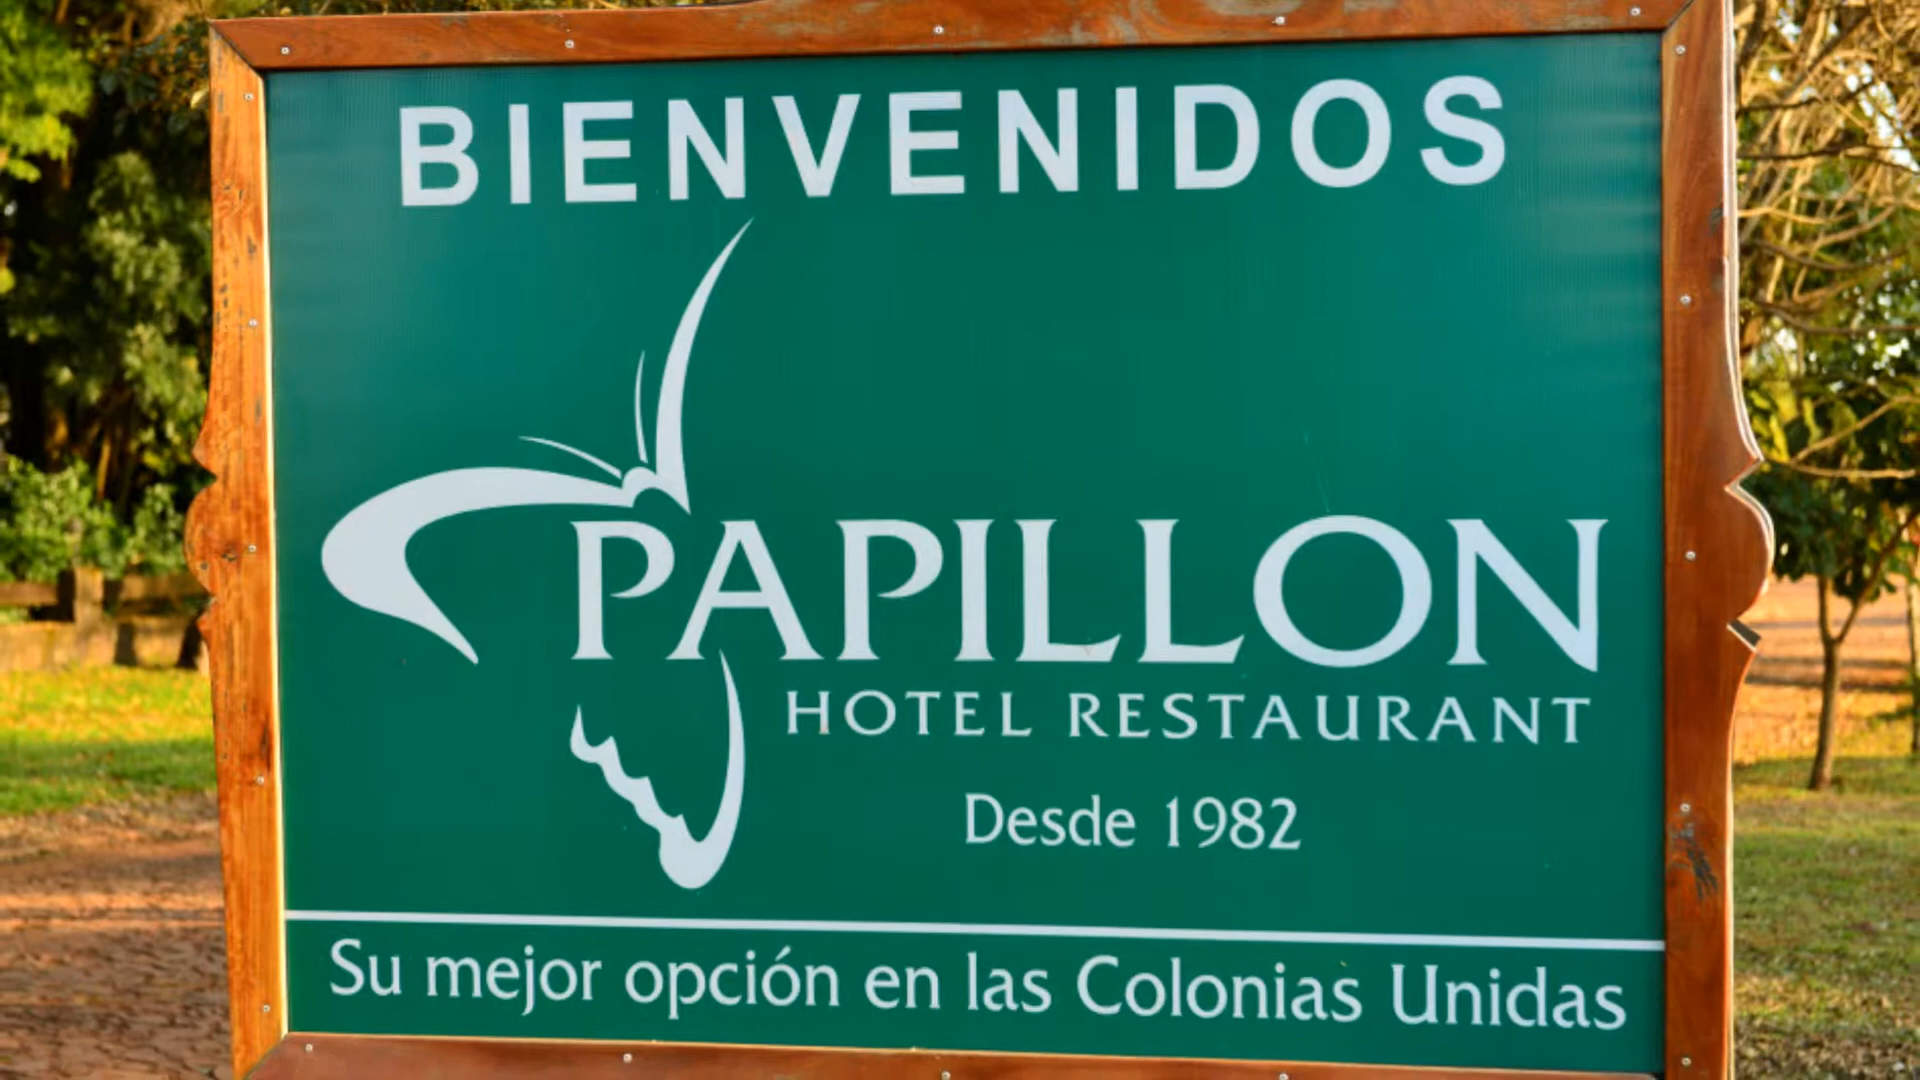 BIENVENIDOS
PAPILLON
HOTEL RESTAURANT
Desde 1982
Su mejor opción en las Colonias Unidas